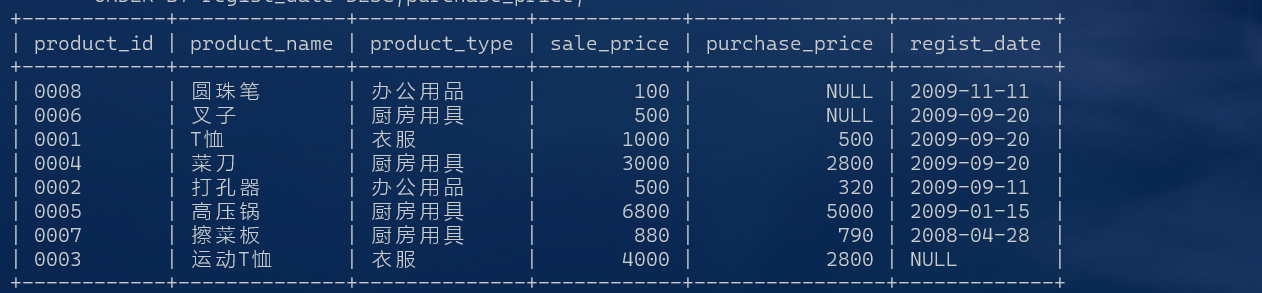 ORDER BY regist_date DESC,purchase_price;
+------------+--------------+--------------+------------+----------------+-------------+
| product_id | product_name | product_type | sale_price | purchase_price | regist_date |
+------------+--------------+--------------+------------+----------------+-------------+
| 0008 | 圆珠笔 | 办公用品 | 100 | NULL | 2009-11-11 |
| 0006 | 叉子 | 厨房用具 | 500 | NULL | 2009-09-20 |
| 0001 | T恤 | 衣服 | 1000 | 500 | 2009-09-20 |
| 0004 | 菜刀 | 厨房用具 | 3000 | 2800 | 2009-09-20 |
| 0002 | 打孔器 | 办公用品 | 500 | 320 | 2009-09-11 |
| 0005 | 高压锅 | 厨房用具 | 6800 | 5000 | 2009-01-15 |
| 0007 | 擦菜板 | 厨房用具 | 880 | 790 | 2008-04-28 |
| 0003 | 运动T恤 | 衣服 | 4000 | 2800 | NULL |
+------------+--------------+--------------+------------+----------------+-------------+